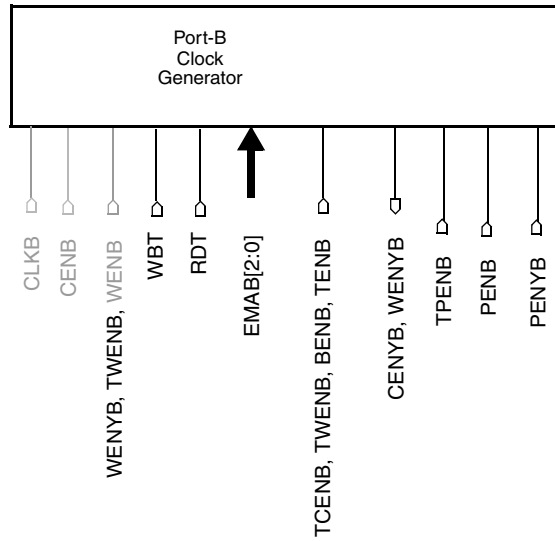 Port-B
Clock
Generator
CLKB
CENB
WENYB, TWENB, WENB
WBT
RDT
EMAB[2:0]
TCENB, TWENB, BENB, TENB
CENYB, WENYB
TPENB
PENB
PENYB